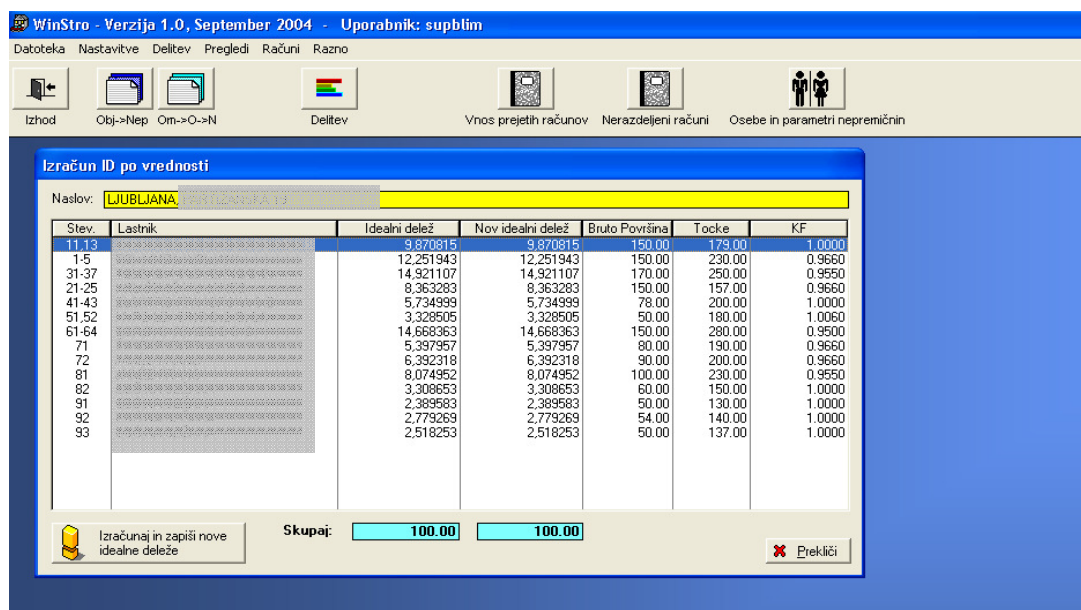 WinStro - Verzija 1.0, September 2004 - Uporabnik: supblim
Datoteka Nastavitve Delitev Pregledi Računi Razno
Izhod Obj->Nep Om->O->N Delitev Vnos prejetih računov Nerazdeljeni računi Osebe in parametri nepremičnin
Izračun ID po vrednosti
Naslov: LJUBLJANA,
Stev. Lastnik Idealni delež Nov idealni delež Bruto Površina Tocke KF
11,13 9,870815 9,870815 150.00 179.00 1.0000
1-5 12,251943 12,251943 150.00 230.00 0.9660
31-37 14,921107 14,921107 170.00 250.00 0.9550
21-25 8,363283 8,363283 150.00 157.00 0.9660
41-43 5,734999 5,734999 78.00 200.00 1.0000
51,52 3,328505 3,328505 50.00 180.00 1.0060
61-64 14,668363 14,668363 150.00 280.00 0.9500
71 5,397957 5,397957 80.00 190.00 0.9660
72 6,392318 6,392318 90.00 200.00 0.9660
81 8,074952 8,074952 100.00 230.00 0.9550
82 3,308653 3,308653 60.00 150.00 1.0000
91 2,389583 2,389583 50.00 130.00 1.0000
92 2,779269 2,779269 54.00 140.00 1.0000
93 2,518253 2,518253 50.00 137.00 1.0000
Izračunaj in zapiši nove
idealne deleže
Skupaj: 100.00 100.00
Prekliči